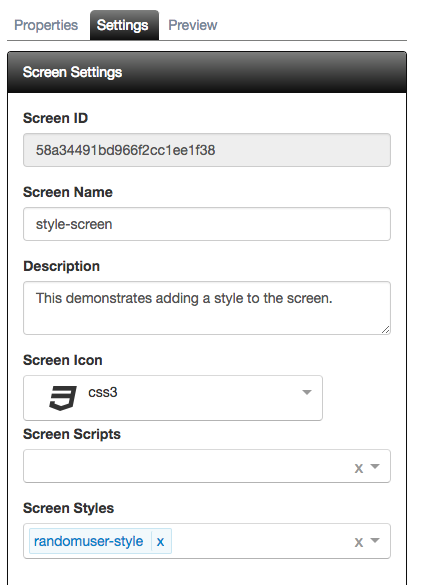 Properties Settings Preview
Screen Settings
Screen ID
58a34491bd966f2cc1ee1f38
Screen Name
style-screen
Description
This demonstrates adding a style to the screen.
Screen Icon
css3
Screen Scripts
x
Screen Styles
randomuser-style x x